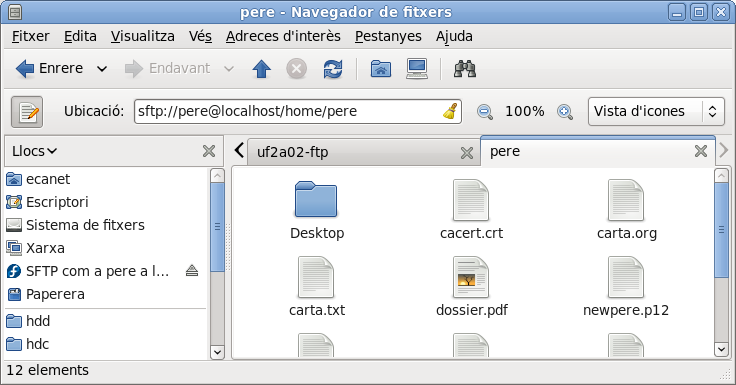 pere - Navegador de fitxers
Fitxer Edita Visualitza Vés Adreces d'interès Pestanyes Ajuda
Enrere Endavant
Ubicació: sftp://pere@localhost/home/pere 100% Vista d'icones
Llocs uf2a02-ftp pere
ecanet
Escriptori
Sistema de fitxers
Xarxa
SFTP com a pere a l...
Paperera
hdd
hdc
Desktop cacert.crt carta.org
carta.txt dossier.pdf newpere.p12
12 elements